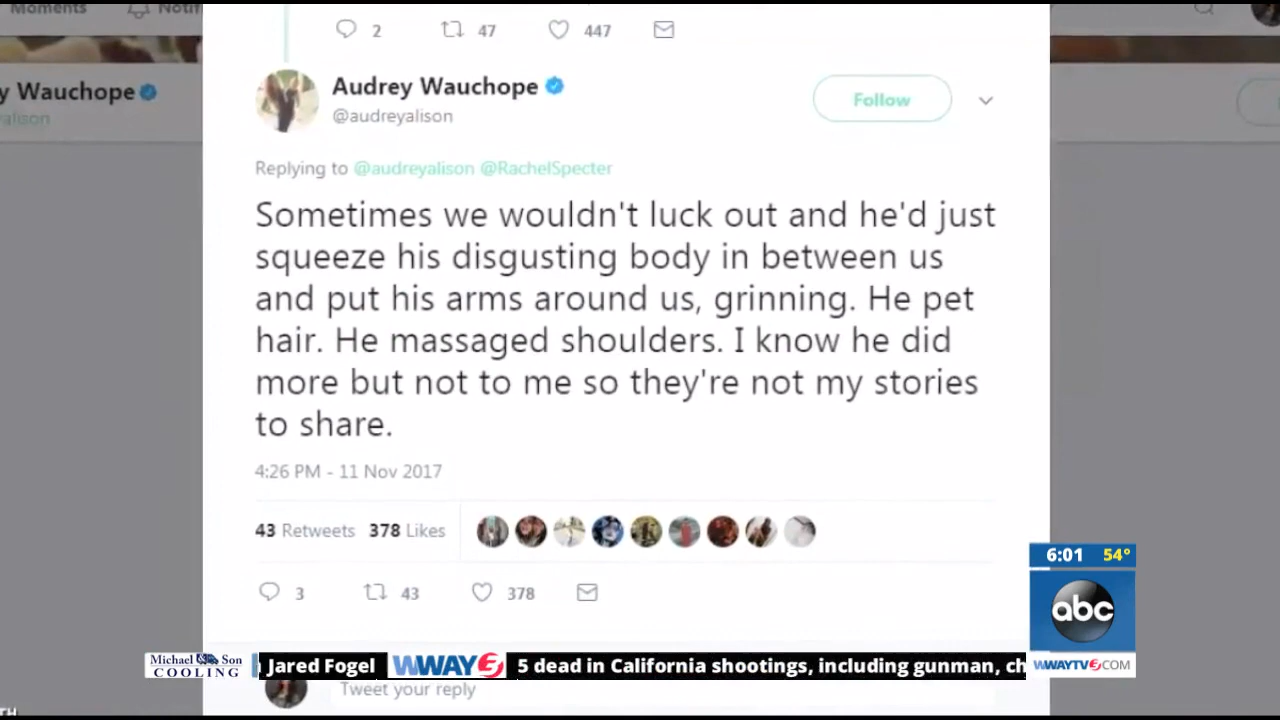 Moments
Notif
2 47 447
y Wauchope
alison
Audrey Wauchope
@audreyalison
Follow
Replying to @audreyalison @RachelSpecter
Sometimes we wouldn't luck out and he'd just
squeeze his disgusting body in between us
and put his arms around us, grinning. He pet
hair. He massaged shoulders. I know he did
more but not to me so they're not my stories
to share.
4:26 PM - 11 Nov 2017
43 Retweets 378 Likes
3 43 378
6:01 54°
abc
WWAYTV3.COM
Michael & Son
COOLING
Jared Fogel WWAY3 5 dead in California shootings, including gunman, ch
Tweet your reply
TH